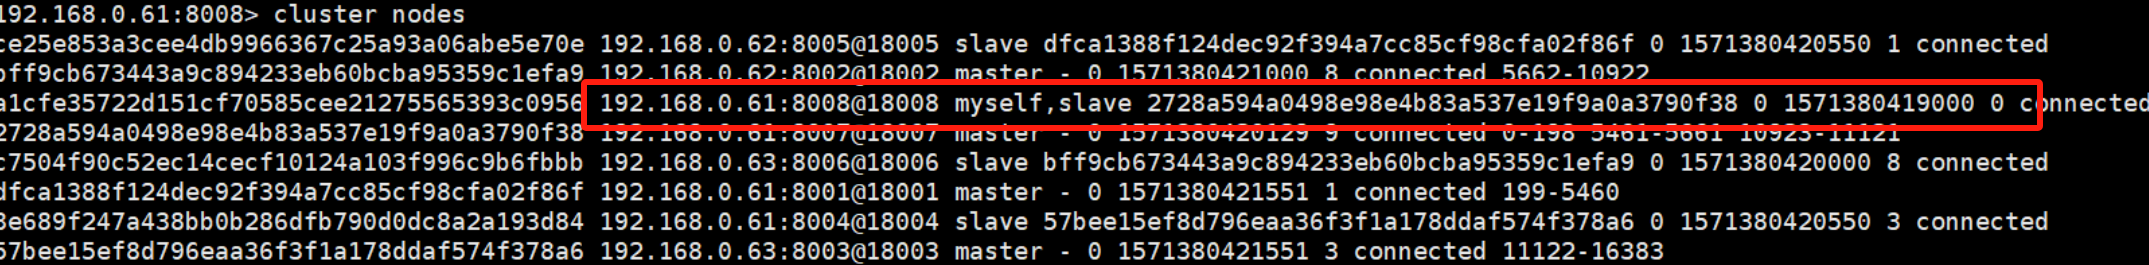 192.168.0.61:8008> cluster nodes
ce25e853a3cee4db9966367c25a93a06abe5e70e 192.168.0.62:8005@18005 slave dfca1388f124dec92f394a7cc85cf98cfa02f86f 0 1571380420550 1 connected
bff9cb673443a9c894233eb60bcba95359c1efa9 192.168.0.62:8002@18002 master - 0 1571380421000 8 connected 5662-10922
a1cfe35722d151cf70585cee21275565393c0956 192.168.0.61:8008@18008 myself,slave 2728a594a0498e98e4b83a537e19f9a0a3790f38 0 1571380419000 0 connected
2728a594a0498e98e4b83a537e19f9a0a3790f38 192.168.0.61:8007@18007 master - 0 1571380420129 9 connected 0-198 5461-5661 10923-11121
c7504f90c52ec14cecf10124a103f996c9b6fbbb 192.168.0.63:8006@18006 slave bff9cb673443a9c894233eb60bcba95359c1efa9 0 1571380420000 8 connected
dfca1388f124dec92f394a7cc85cf98cfa02f86f 192.168.0.61:8001@18001 master - 0 1571380421551 1 connected 199-5460
3e689f247a438bb0b286dfb790d0dc8a2a193d84 192.168.0.61:8004@18004 slave 57bee15ef8d796eaa36f3f1a178ddaf574f378a6 0 1571380420550 3 connected
57bee15ef8d796eaa36f3f1a178ddaf574f378a6 192.168.0.63:8003@18003 master - 0 1571380421551 3 connected 11122-16383